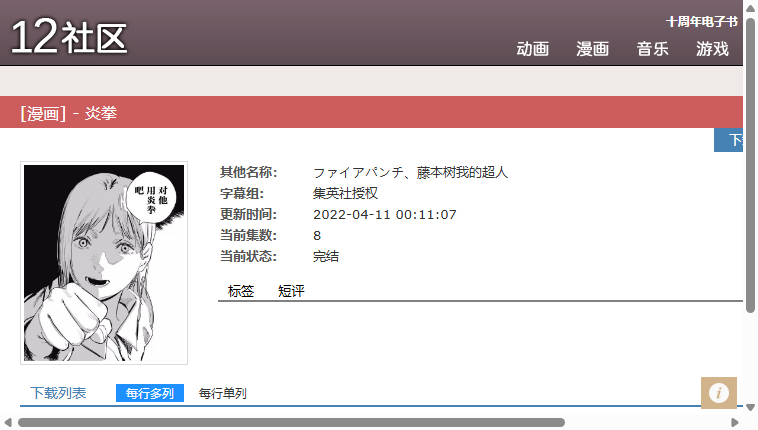 十周年电子书
12社区
动画 漫画 音乐 游戏
[漫画] - 炎拳
对他
用炎拳
吧
其他名称: ファイアパンチ、藤本树我的超人
字幕组: 集英社授权
更新时间: 2022-04-11 00:11:07
当前集数: 8
当前状态: 完结
标签 短评
下载列表 每行多列 每行单列